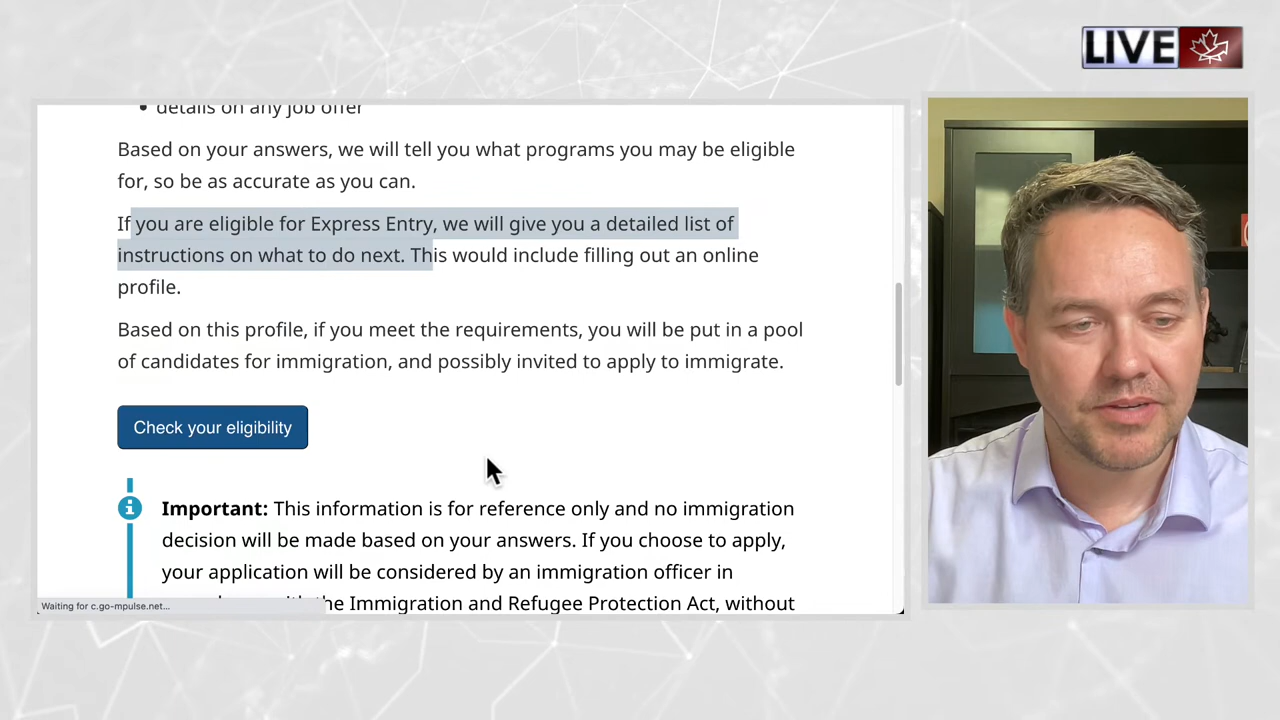 LIVE
details on any job offer
Based on your answers, we will tell you what programs you may be eligible
for, so be as accurate as you can.
If you are eligible for Express Entry, we will give you a detailed list of
instructions on what to do next. This would include filling out an online
profile.
Based on this profile, if you meet the requirements, you will be put in a pool
of candidates for immigration, and possibly invited to apply to immigrate.
Check your eligibility
Important: This information is for reference only and no immigration
decision will be made based on your answers. If you choose to apply,
your application will be considered by an immigration officer in
the Immigration and Refugee Protection Act, without
Waiting for c.go-mpulse.net...